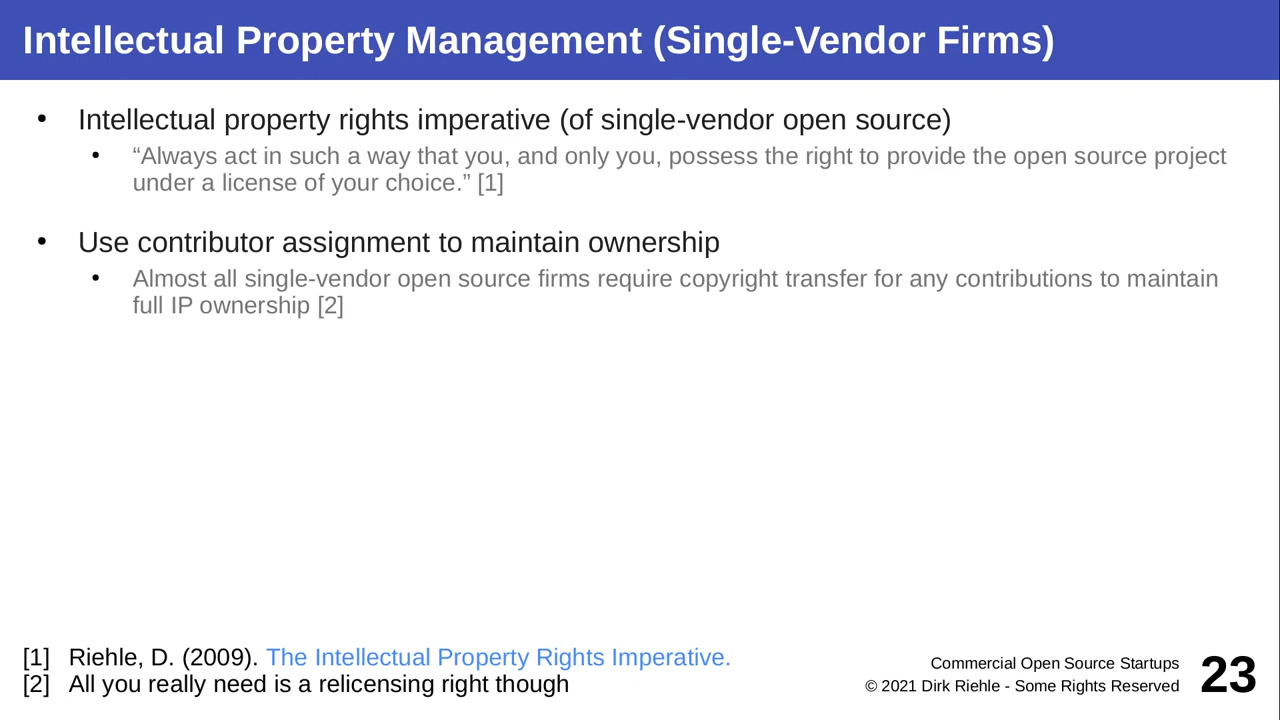 Intellectual Property Management (Single-Vendor Firms)
• Intellectual property rights imperative (of single-vendor open source)
• “Always act in such a way that you, and only you, possess the right to provide the open source project
under a license of your choice.” [1]
• Use contributor assignment to maintain ownership
• Almost all single-vendor open source firms require copyright transfer for any contributions to maintain
full IP ownership [2]
[1] Riehle, D. (2009). The Intellectual Property Rights Imperative.
[2] All you really need is a relicensing right though
Commercial Open Source Startups
© 2021 Dirk Riehle - Some Rights Reserved
23